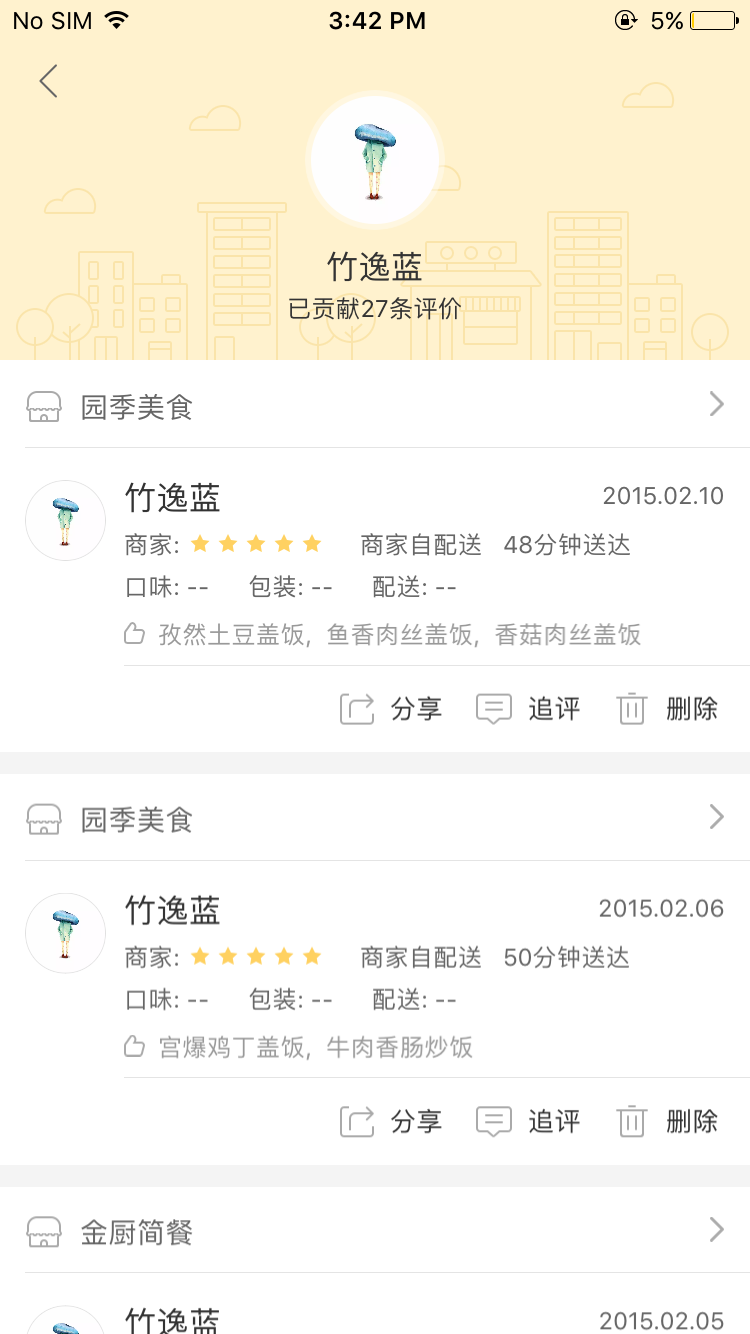 No SIM 3:42 PM 5%
竹逸蓝
已贡献27条评价
园季美食
竹逸蓝 2015.02.10
商家: 商家自配送 48分钟送达
口味: -- 包装: -- 配送: --
孜然土豆盖饭, 鱼香肉丝盖饭, 香菇肉丝盖饭
分享 追评 删除
园季美食
竹逸蓝 2015.02.06
商家: 商家自配送 50分钟送达
口味: -- 包装: -- 配送: --
宫爆鸡丁盖饭, 牛肉香肠炒饭
分享 追评 删除
金厨简餐
竹逸蓝 2015.02.05